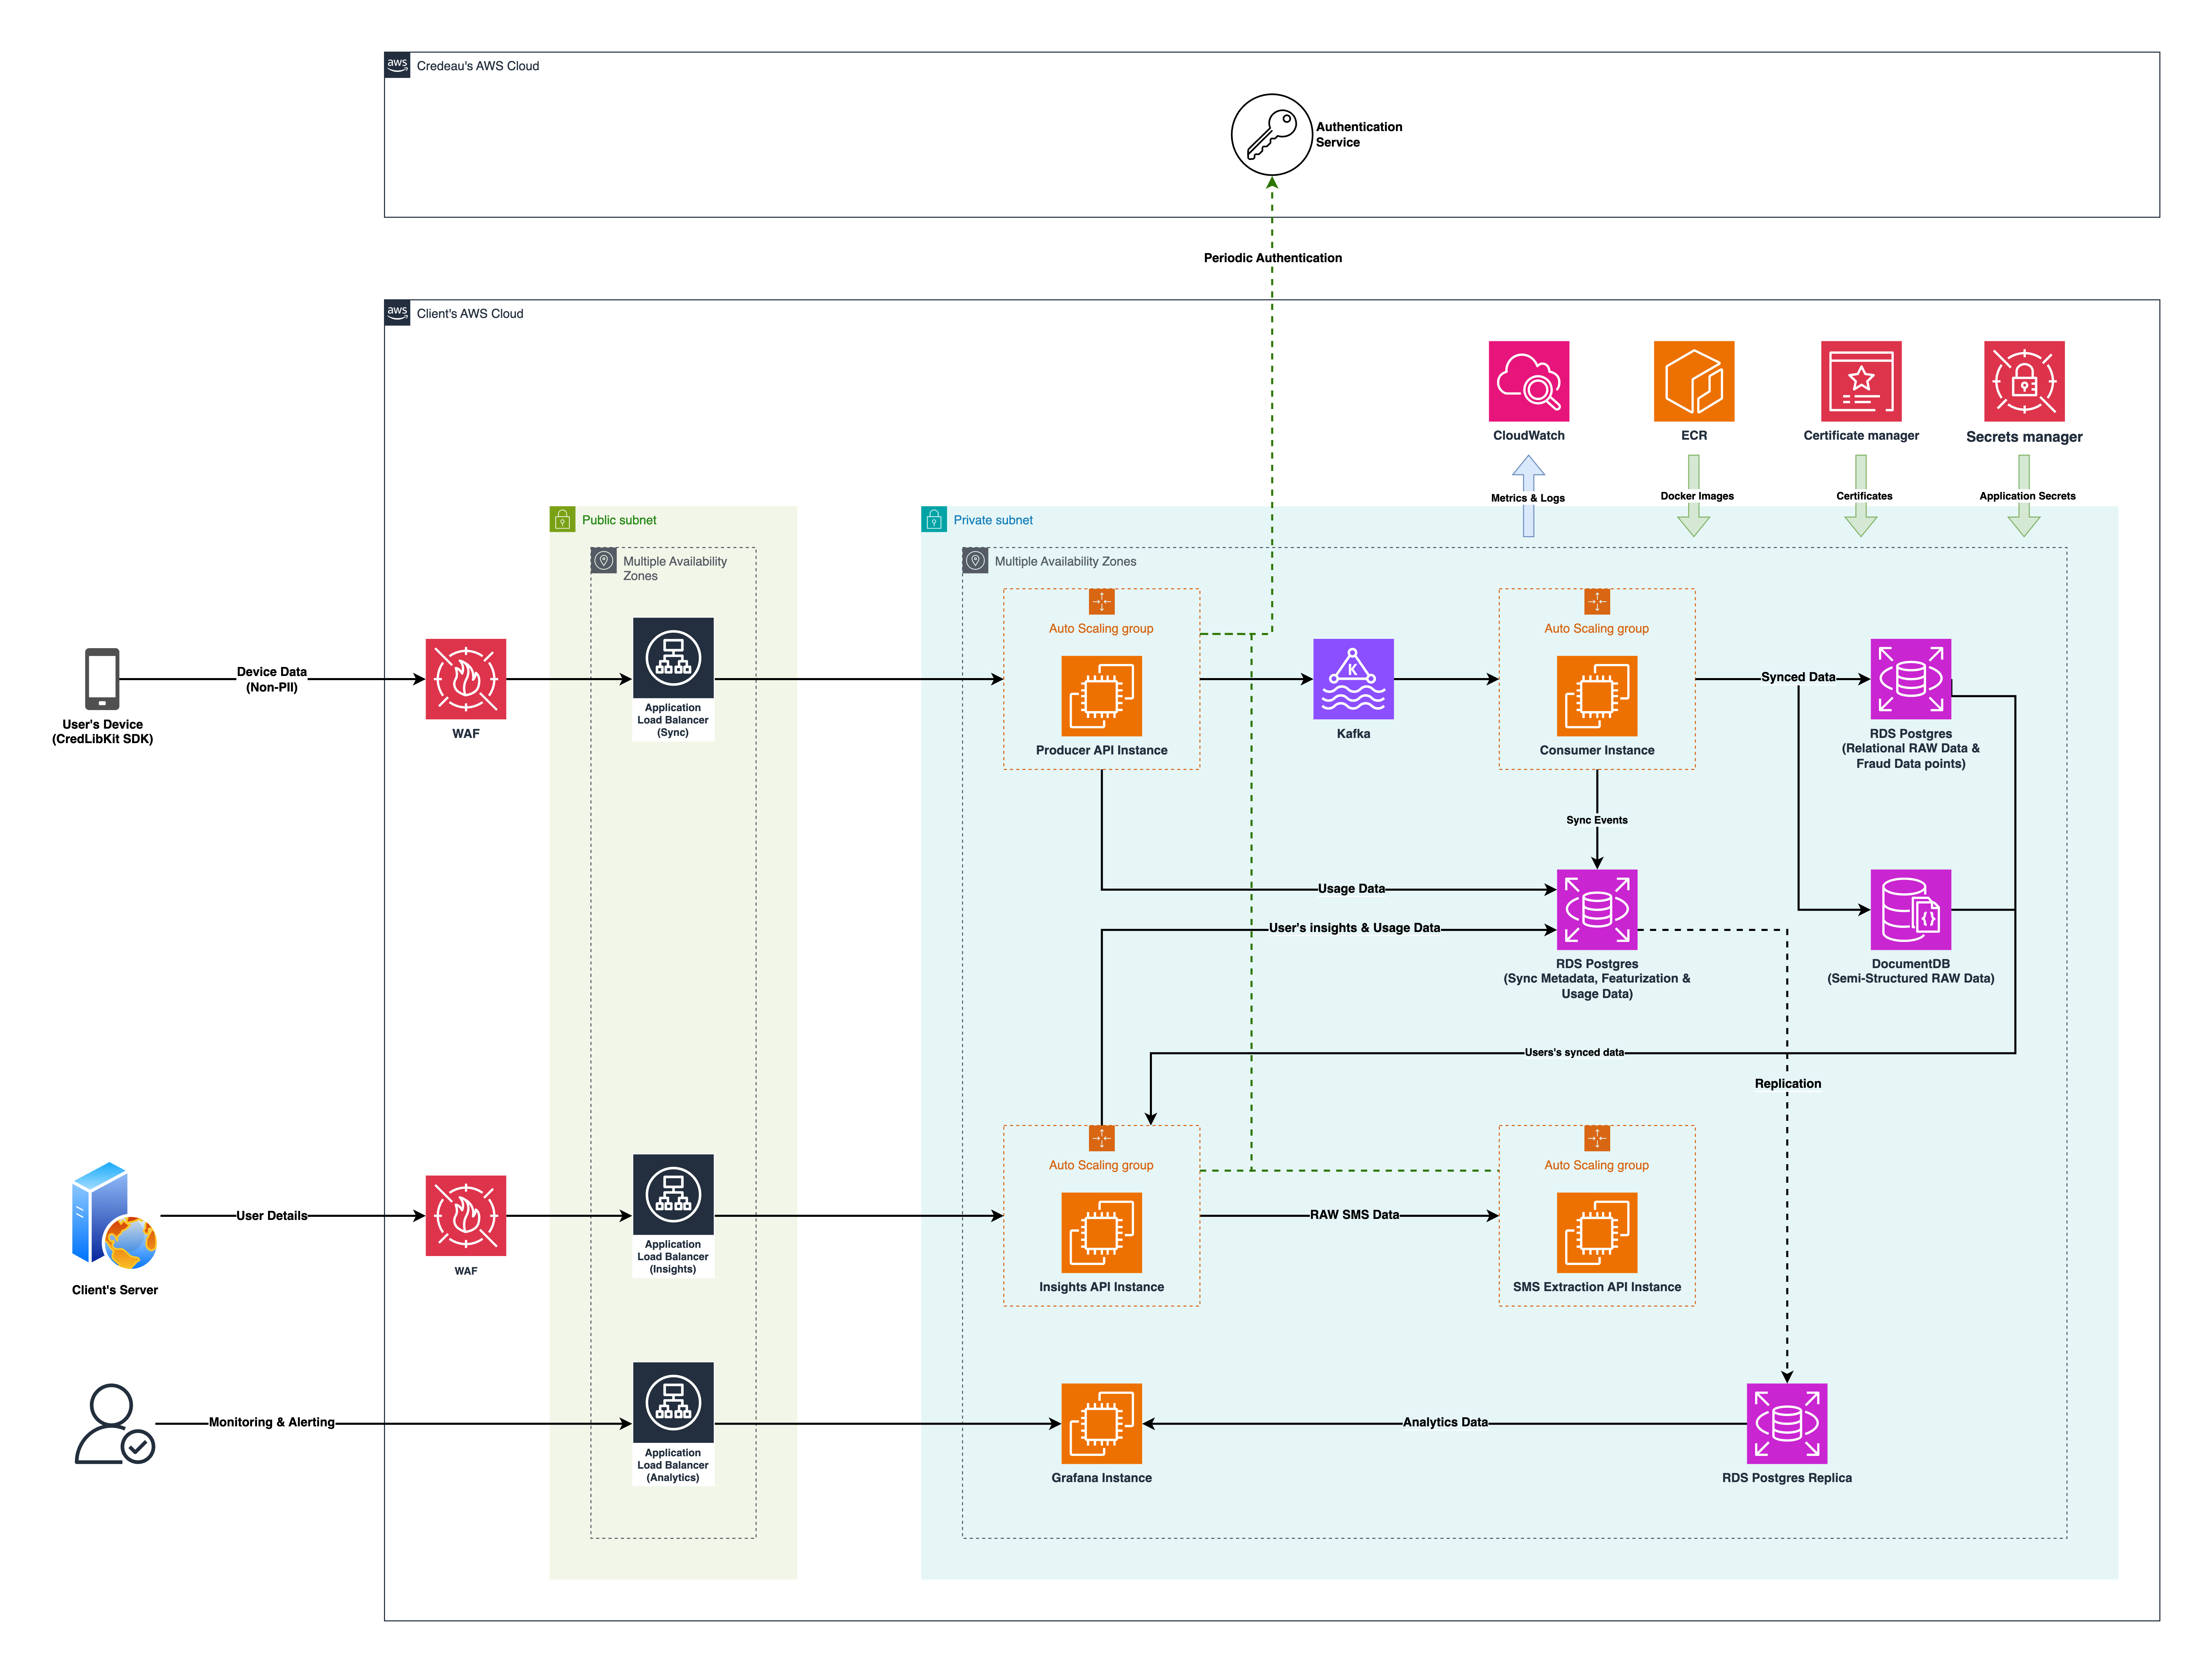 aws
Credeau's AWS Cloud
Authentication
Service
Periodic Authentication
aws
Client's AWS Cloud
CloudWatch
ECR
Certificate manager
Secrets manager
Metrics & Logs
Docker Images
Certificates
Application Secrets
Public subnet
Private subnet
Multiple Availability
Zones
Multiple Availability Zones
Auto Scaling group
Auto Scaling group
Device Data
(Non-PII)
User's Device
(CredLibKit SDK)
WAF
Application
Load Balancer
(Sync)
Producer API Instance
K
Kafka
Consumer Instance
Synced Data
RDS Postgres
(Relational RAW Data &
Fraud Data points)
Sync Events
Usage Data
User's insights & Usage Data
RDS Postgres
(Sync Metadata, Featurization &
Usage Data)
DocumentDB
(Semi-Structured RAW Data)
Users's synced data
Replication
Auto Scaling group
Auto Scaling group
User Details
Client's Server
WAF
Application
Load Balancer
(Insights)
Insights API Instance
RAW SMS Data
SMS Extraction API Instance
Monitoring & Alerting
Application
Load Balancer
(Analytics)
Grafana Instance
Analytics Data
RDS Postgres Replica